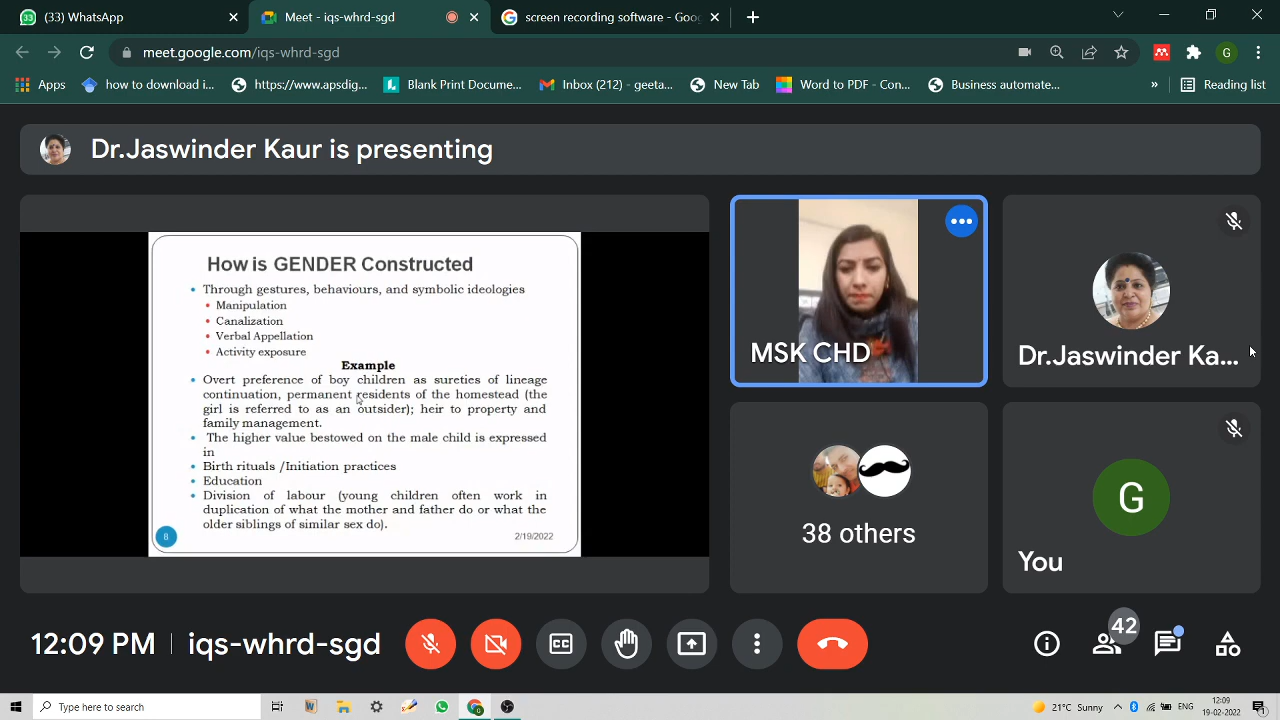 33
(33) WhatsApp
Meet - iqs-whrd-sgd
screen recording software - Goo
meet.google.com/iqs-whrd-sgd
G
Apps
how to download i...
https://www.apsdig...
Blank Print Docume...
Inbox (212) - geeta...
New Tab
Word to PDF - Con...
Business automate...
»
Reading list
Dr.Jaswinder Kaur is presenting
How is GENDER Constructed
• Through gestures, behaviours, and symbolic ideologies
• Manipulation
• Canalization
• Verbal Appellation
• Activity exposure
Example
• Overt preference of boy children as sureties of lineage
continuation, permanent residents of the homestead (the
girl is referred to as an outsider); heir to property and
family management.
• The higher value bestowed on the male child is expressed
in
• Birth rituals /Initiation practices
• Education
• Division of labour (young children often work in
duplication of what the mother and father do or what the
older siblings of similar sex do).
8
2/19/2022
MSK CHD
Dr.Jaswinder Ka...
38 others
G
You
12:09 PM | iqs-whrd-sgd
CC
42
Type here to search
21°C Sunny
ENG
12:09
19-02-2022
1